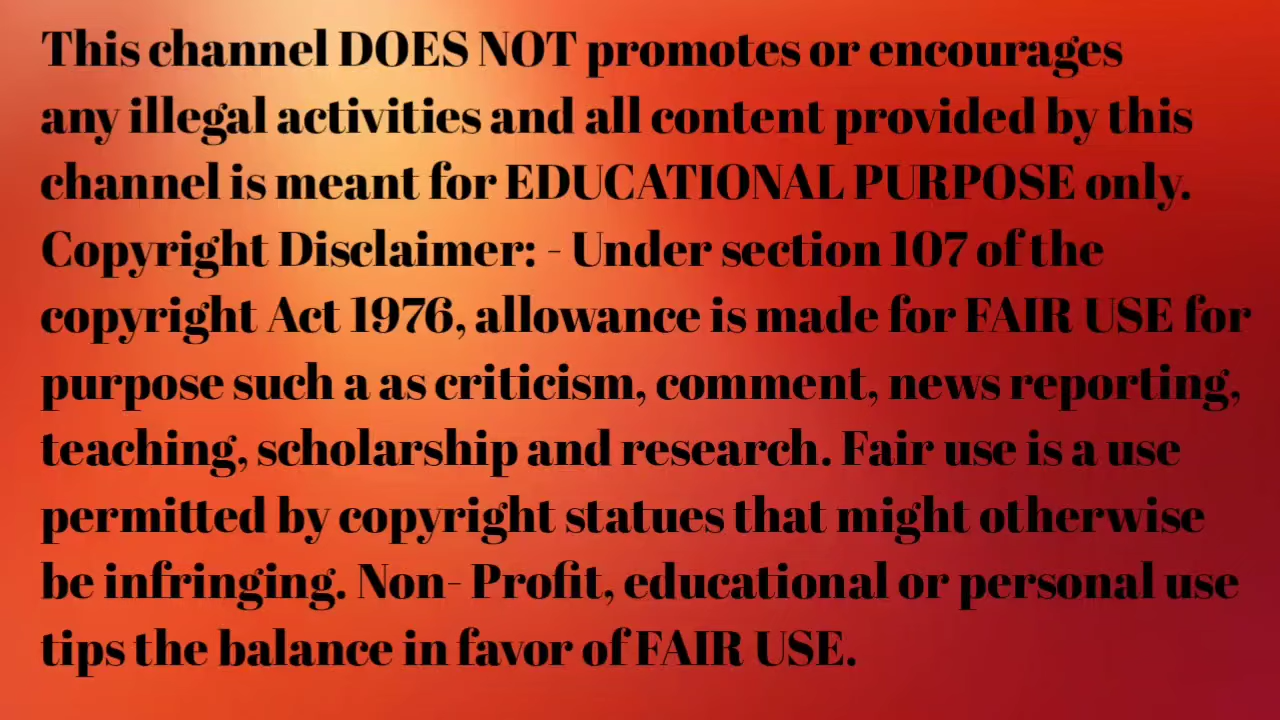 This channel DOES NOT promotes or encourages
any illegal activities and all content provided by this
channel is meant for EDUCATIONAL PURPOSE only.
Copyright Disclaimer: - Under section 107 of the
copyright Act 1976, allowance is made for FAIR USE for
purpose such a as criticism, comment, news reporting,
teaching, scholarship and research. Fair use is a use
permitted by copyright statues that might otherwise
be infringing. Non- Profit, educational or personal use
tips the balance in favor of FAIR USE.